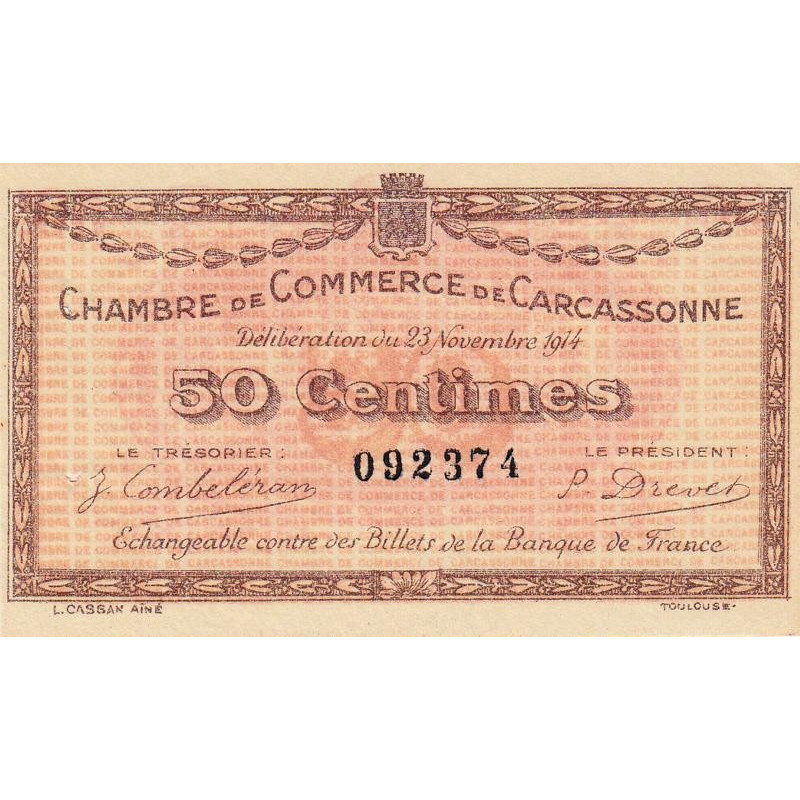 CHAMBRE DE COMMERCE DE CARCASSONNE
Délibération du 23 Novembre 1914
50 Centimes
LE TRÉSORIER :
092374
LE PRÉSIDENT :
J. Combeléran
P. Drevet
Echangeable contre des Billets de la Banque de France
L. CASSAN AÎNÉ
TOULOUSE